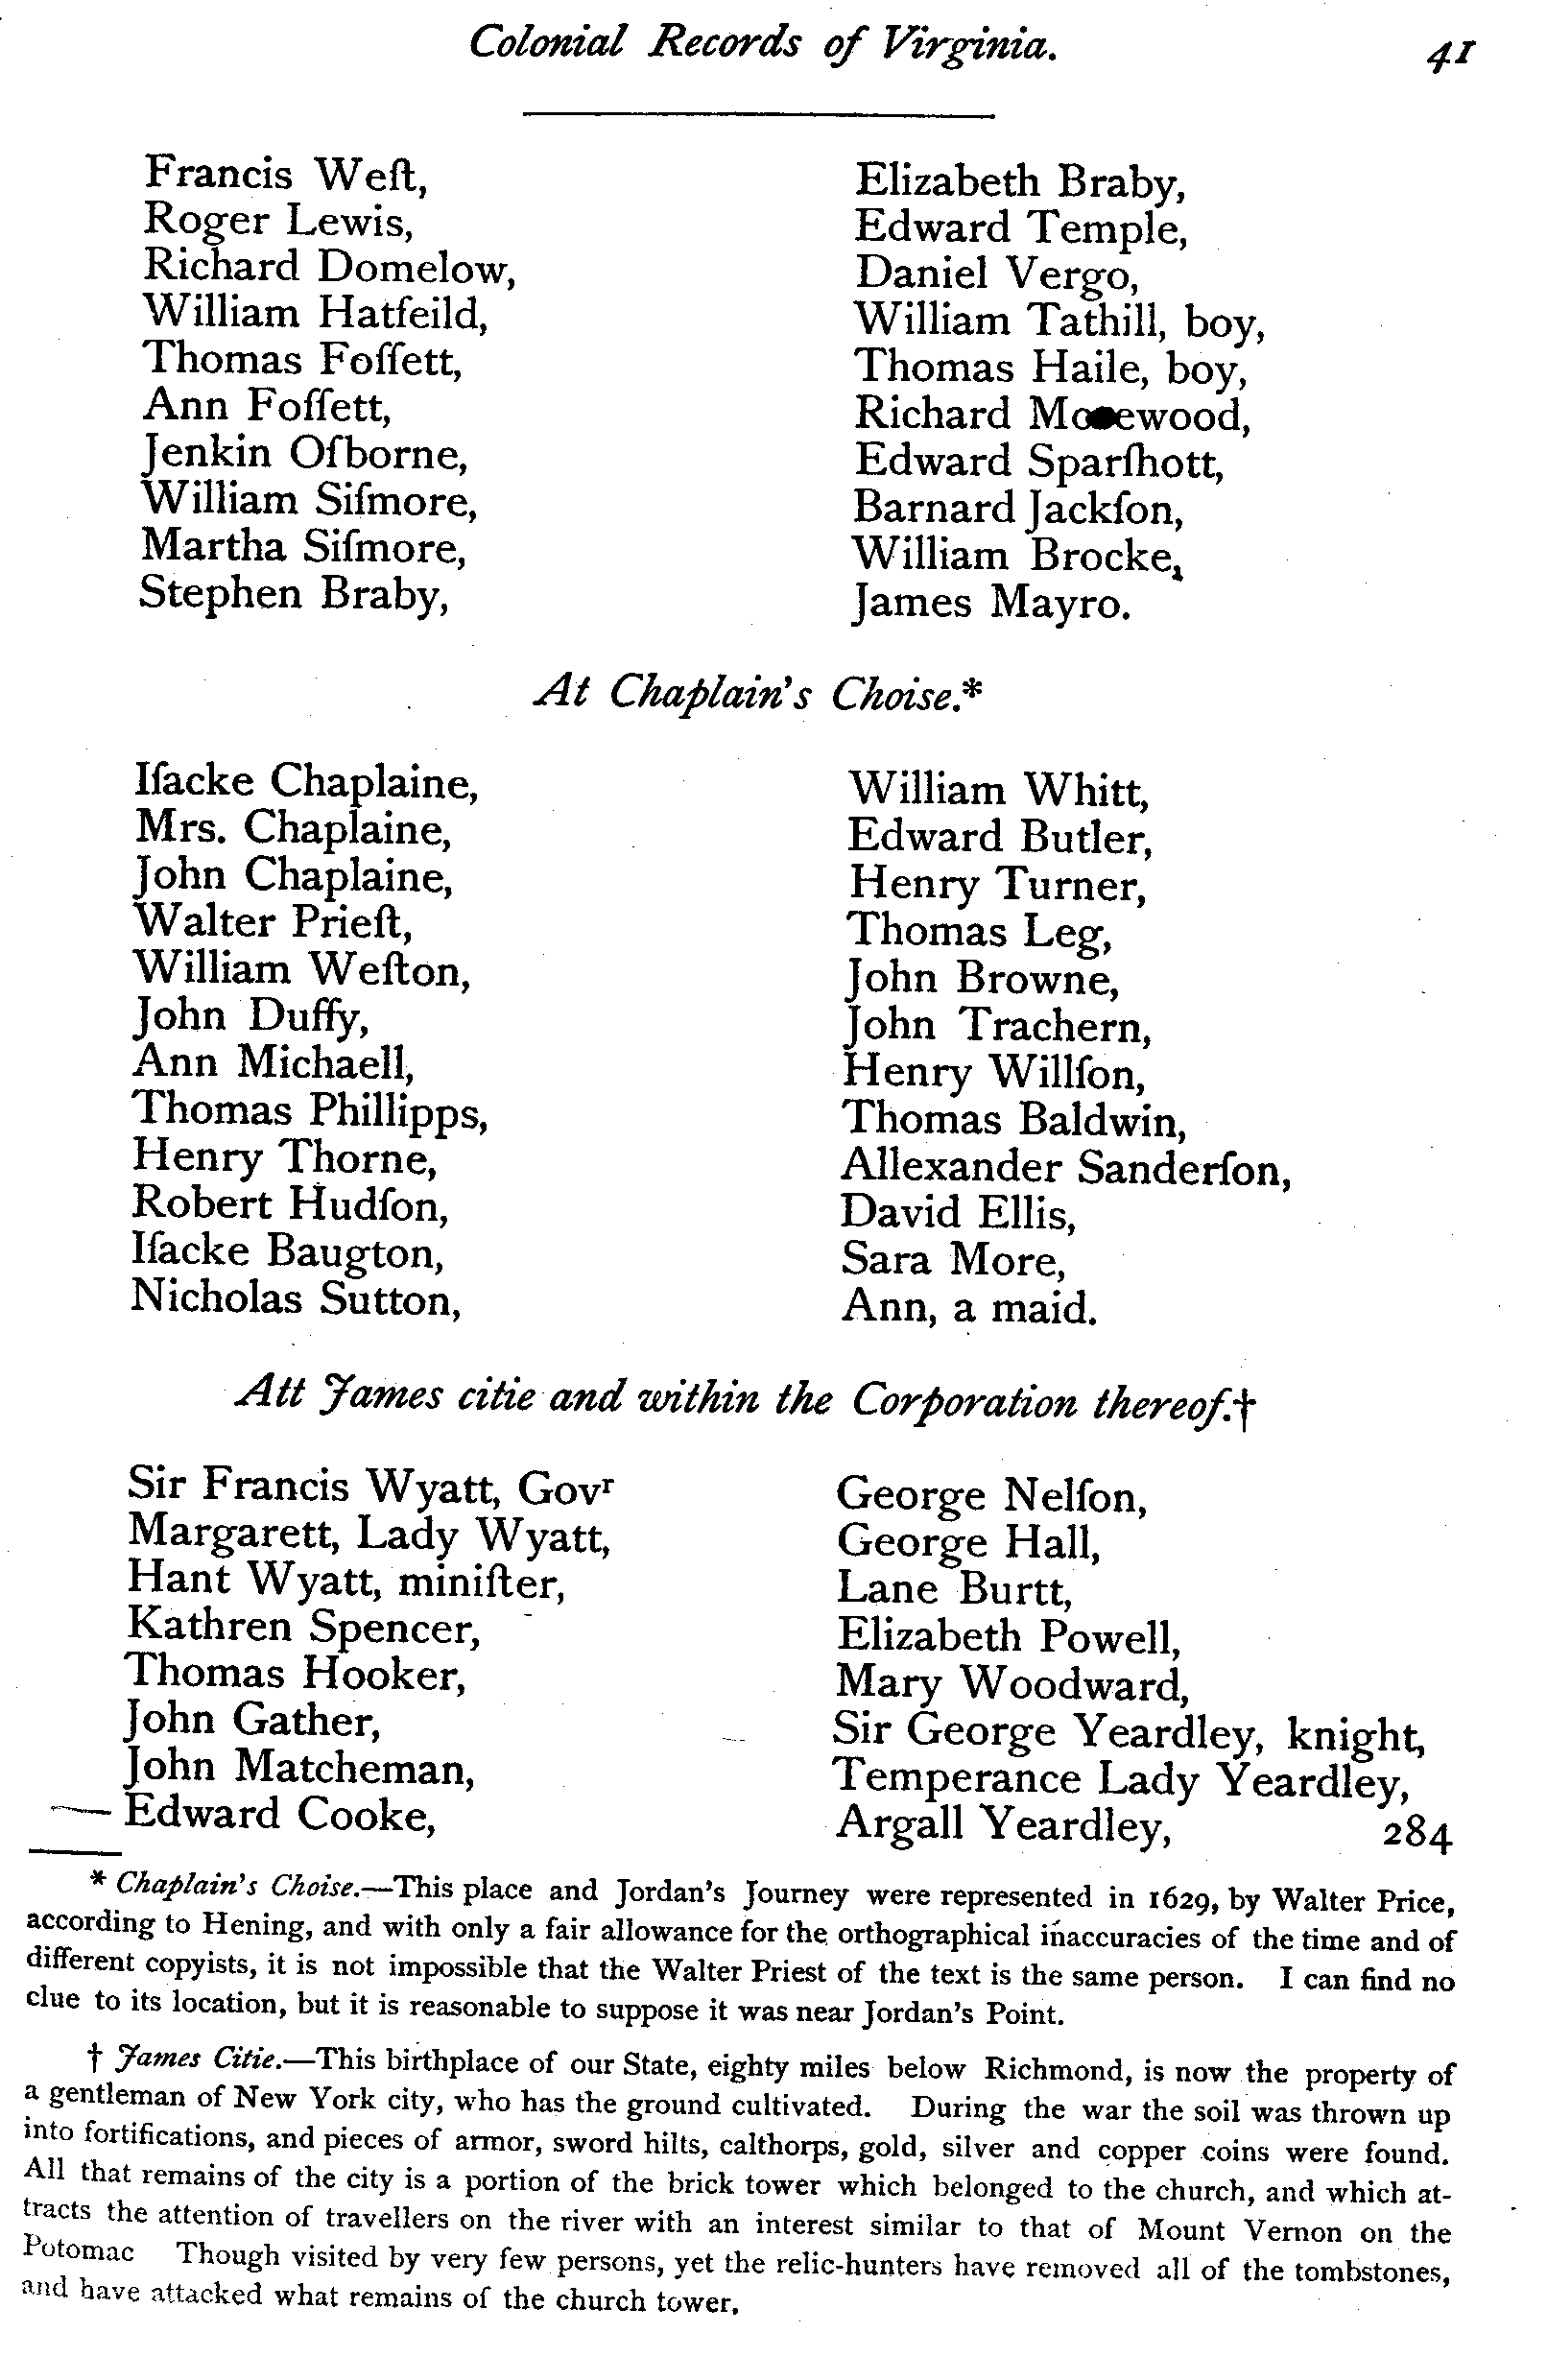 Colonial Records of Virginia. 41
Francis Weſt,
Roger Lewis,
Richard Domelow,
William Hatfeild,
Thomas Foſſett,
Ann Foſſett,
Jenkin Oſborne,
William Siſmore,
Martha Siſmore,
Stephen Braby,
Elizabeth Braby,
Edward Temple,
Daniel Vergo,
William Tathill, boy,
Thomas Haile, boy,
Richard
Edward Sparſhott,
Barnard Jackſon,
William Brocke,
James Mayro.
At Chaplain's Choise.*
Iſacke Chaplaine,
Mrs. Chaplaine,
John Chaplaine,
Walter Prieſt,
William Weſton,
John Duffy,
Ann Michaell,
Thomas Phillipps,
Henry Thorne,
Robert Hudſon,
Iſacke Baugton,
Nicholas Sutton,
William Whitt,
Edward Butler,
Henry Turner,
Thomas Leg,
John Browne,
John Trachern,
Henry Willſon,
Thomas Baldwin,
Allexander Sanderſon,
David Ellis,
Sara More,
Ann, a maid.
Att James citie and within the Corporation thereof.†
Sir Francis Wyatt, Govʳ
Margarett, Lady Wyatt,
Hant Wyatt, miniſter,
Kathren Spencer,
Thomas Hooker,
John Gather,
John Matcheman,
— Edward Cooke,
George Nelſon,
George Hall,
Lane Burtt,
Elizabeth Powell,
Mary Woodward,
Sir George Yeardley, knight,
Temperance Lady Yeardley,
Argall Yeardley, 284
* Chaplain's Choise.—This place and Jordan's Journey were represented in 1629, by Walter Price,
according to Hening, and with only a fair allowance for the orthographical inaccuracies of the time and of
different copyists, it is not impossible that the Walter Priest of the text is the same person. I can find no
clue to its location, but it is reasonable to suppose it was near Jordan's Point.
† James Citie.—This birthplace of our State, eighty miles below Richmond, is now the property of
a gentleman of New York city, who has the ground cultivated. During the war the soil was thrown up
into fortifications, and pieces of armor, sword hilts, calthorps, gold, silver and copper coins were found.
All that remains of the city is a portion of the brick tower which belonged to the church, and which at-
tracts the attention of travellers on the river with an interest similar to that of Mount Vernon on the
Potomac Though visited by very few persons, yet the relic-hunters have removed all of the tombstones,
and have attacked what remains of the church tower.